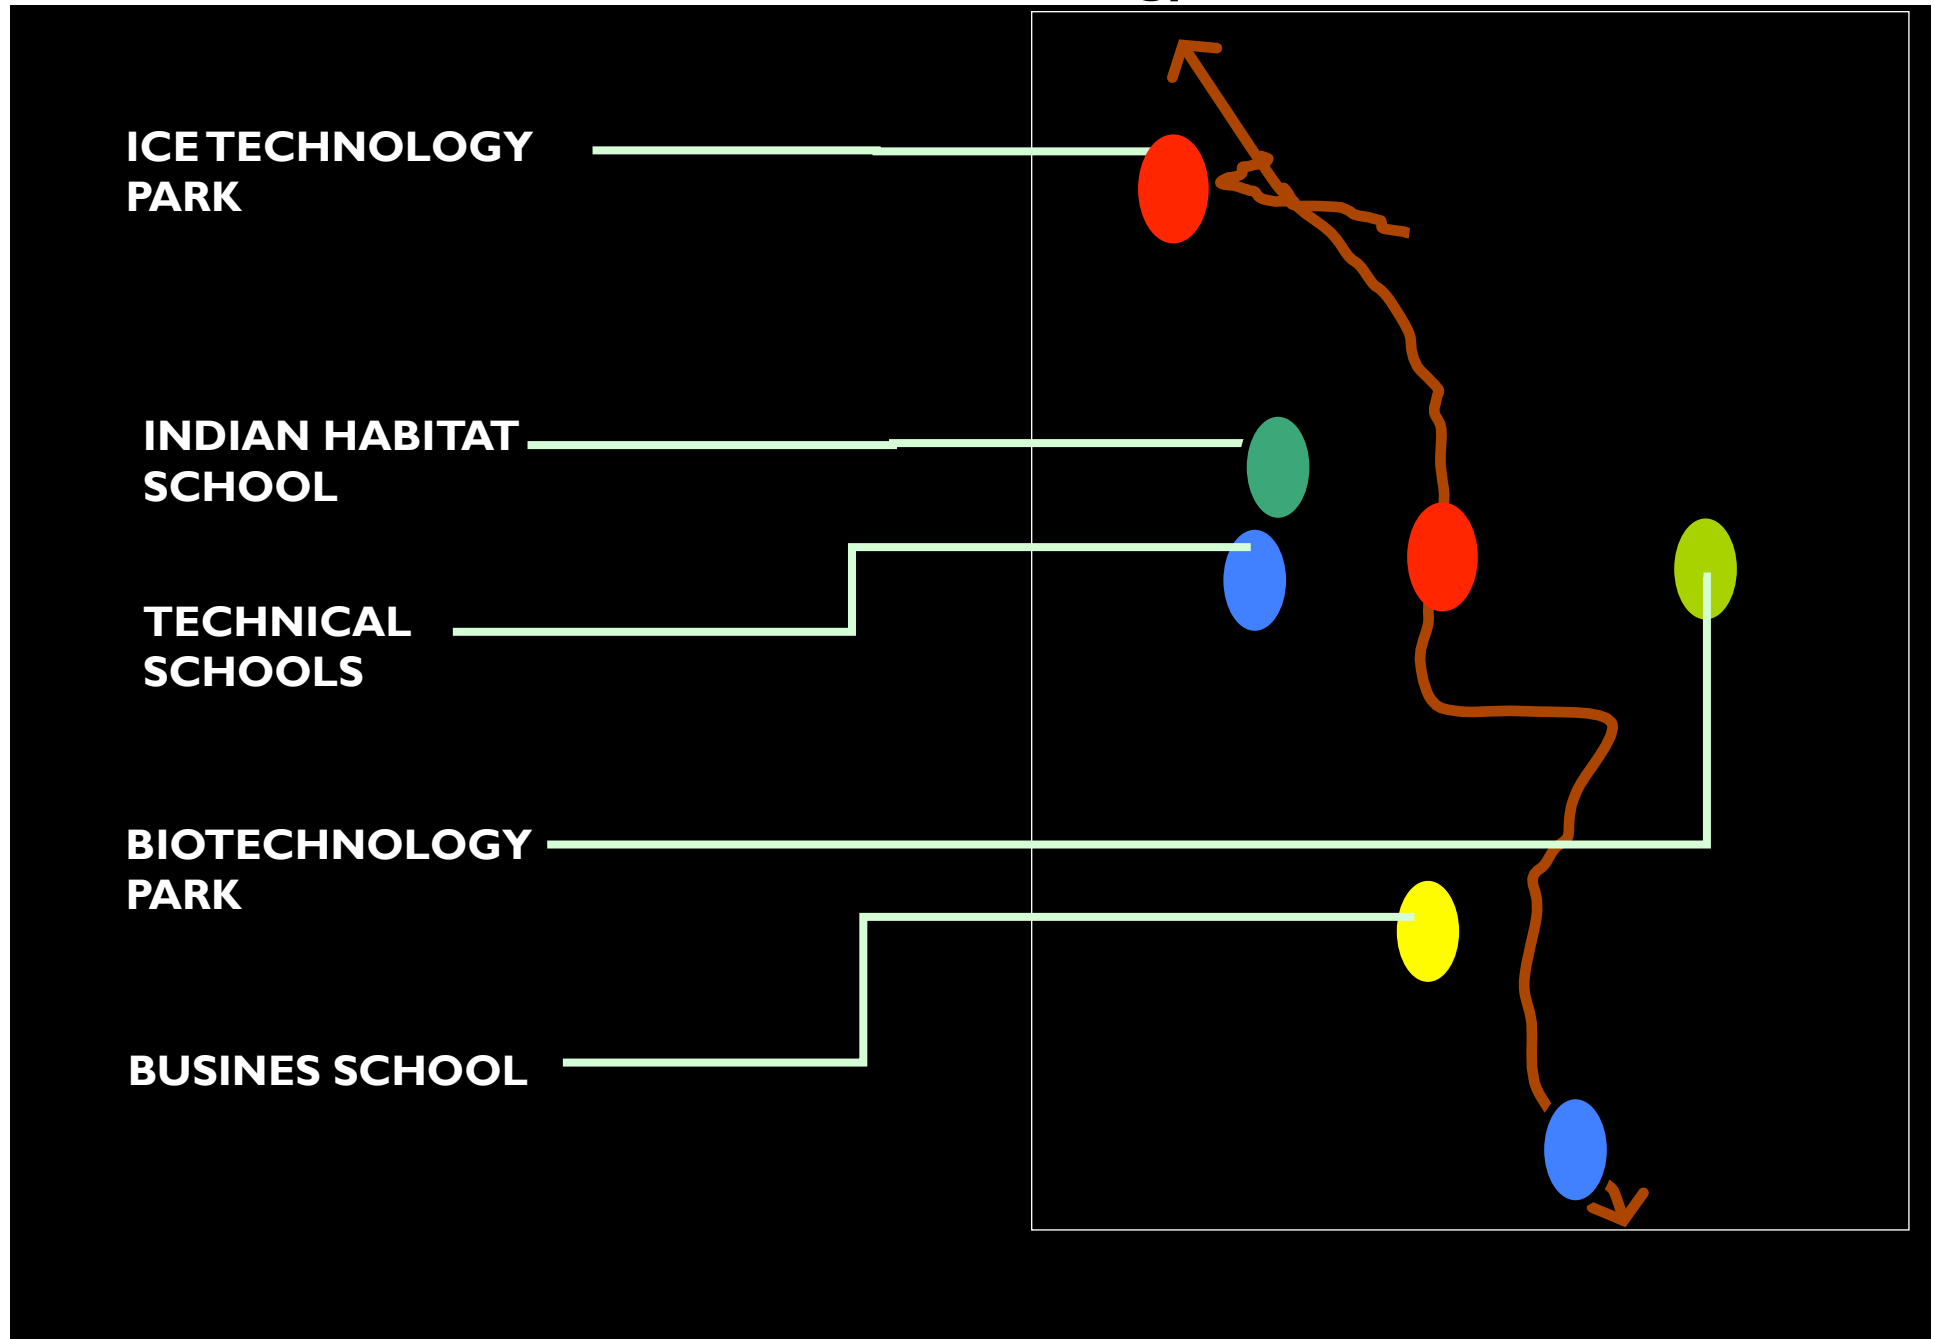 ICE TECHNOLOGY
PARK
INDIAN HABITAT
SCHOOL
TECHNICAL
SCHOOLS
BIOTECHNOLOGY
PARK
BUSINES SCHOOL